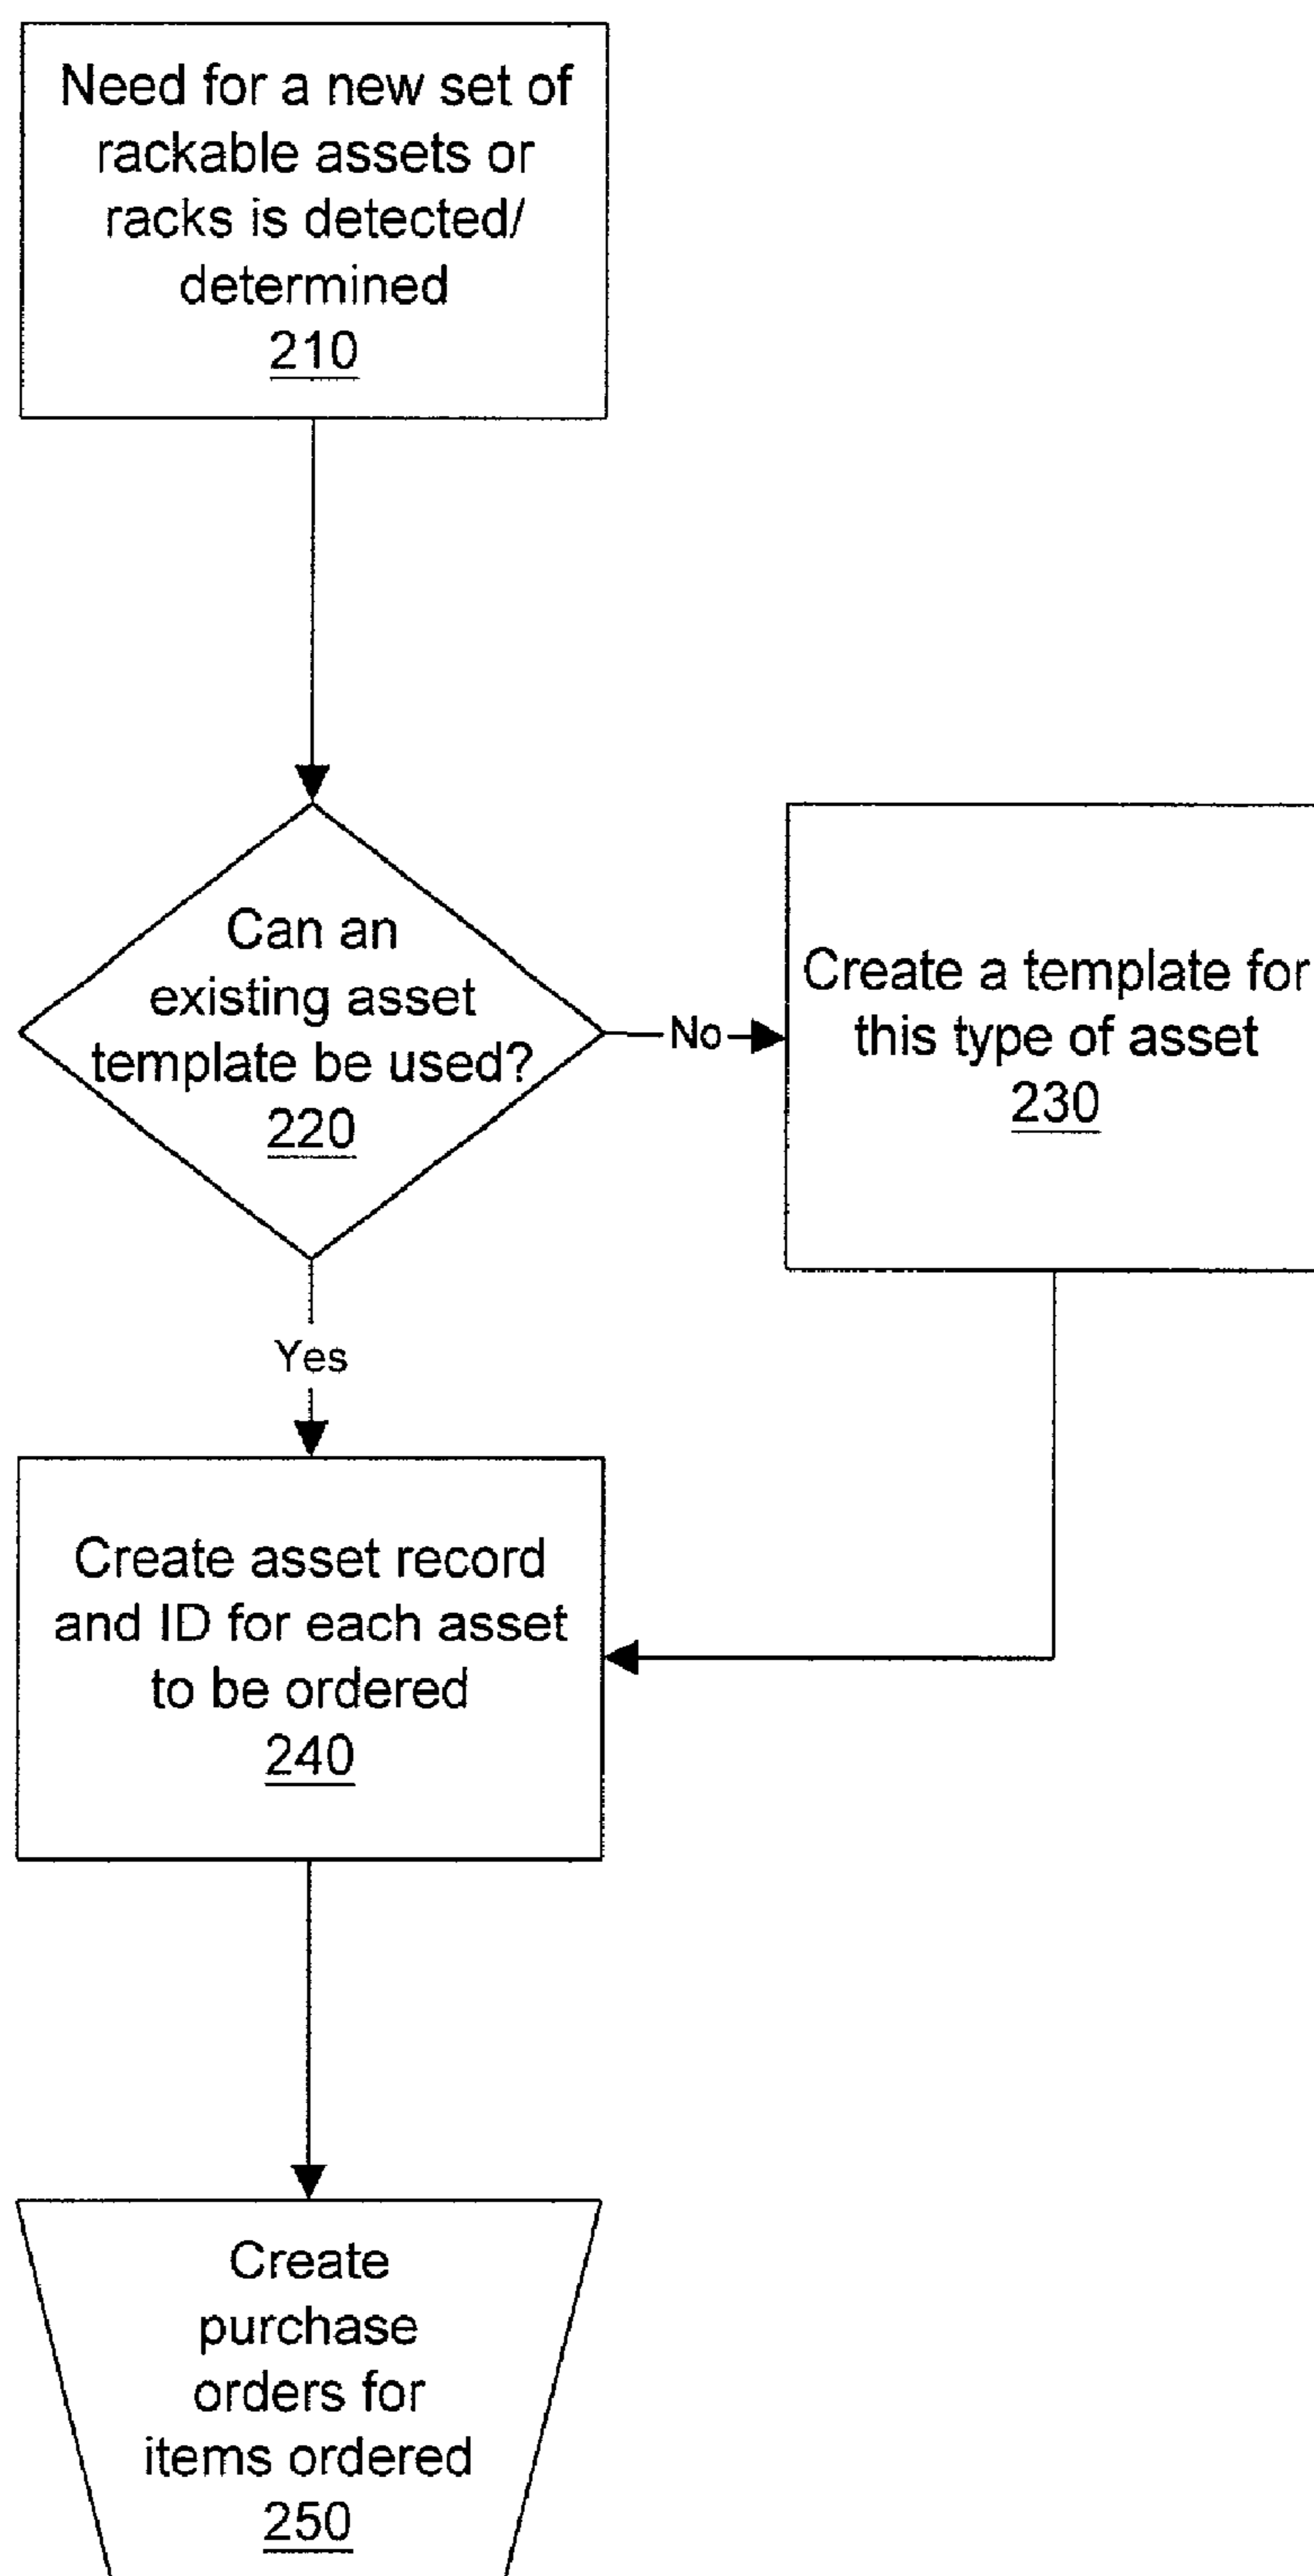 Need for a new set of
rackable assets or
racks is detected/
determined
210
Can an
existing asset
template be used?
220
No
Create a template for
this type of asset
230
Yes
Create asset record
and ID for each asset
to be ordered
240
Create
purchase
orders for
items ordered
250